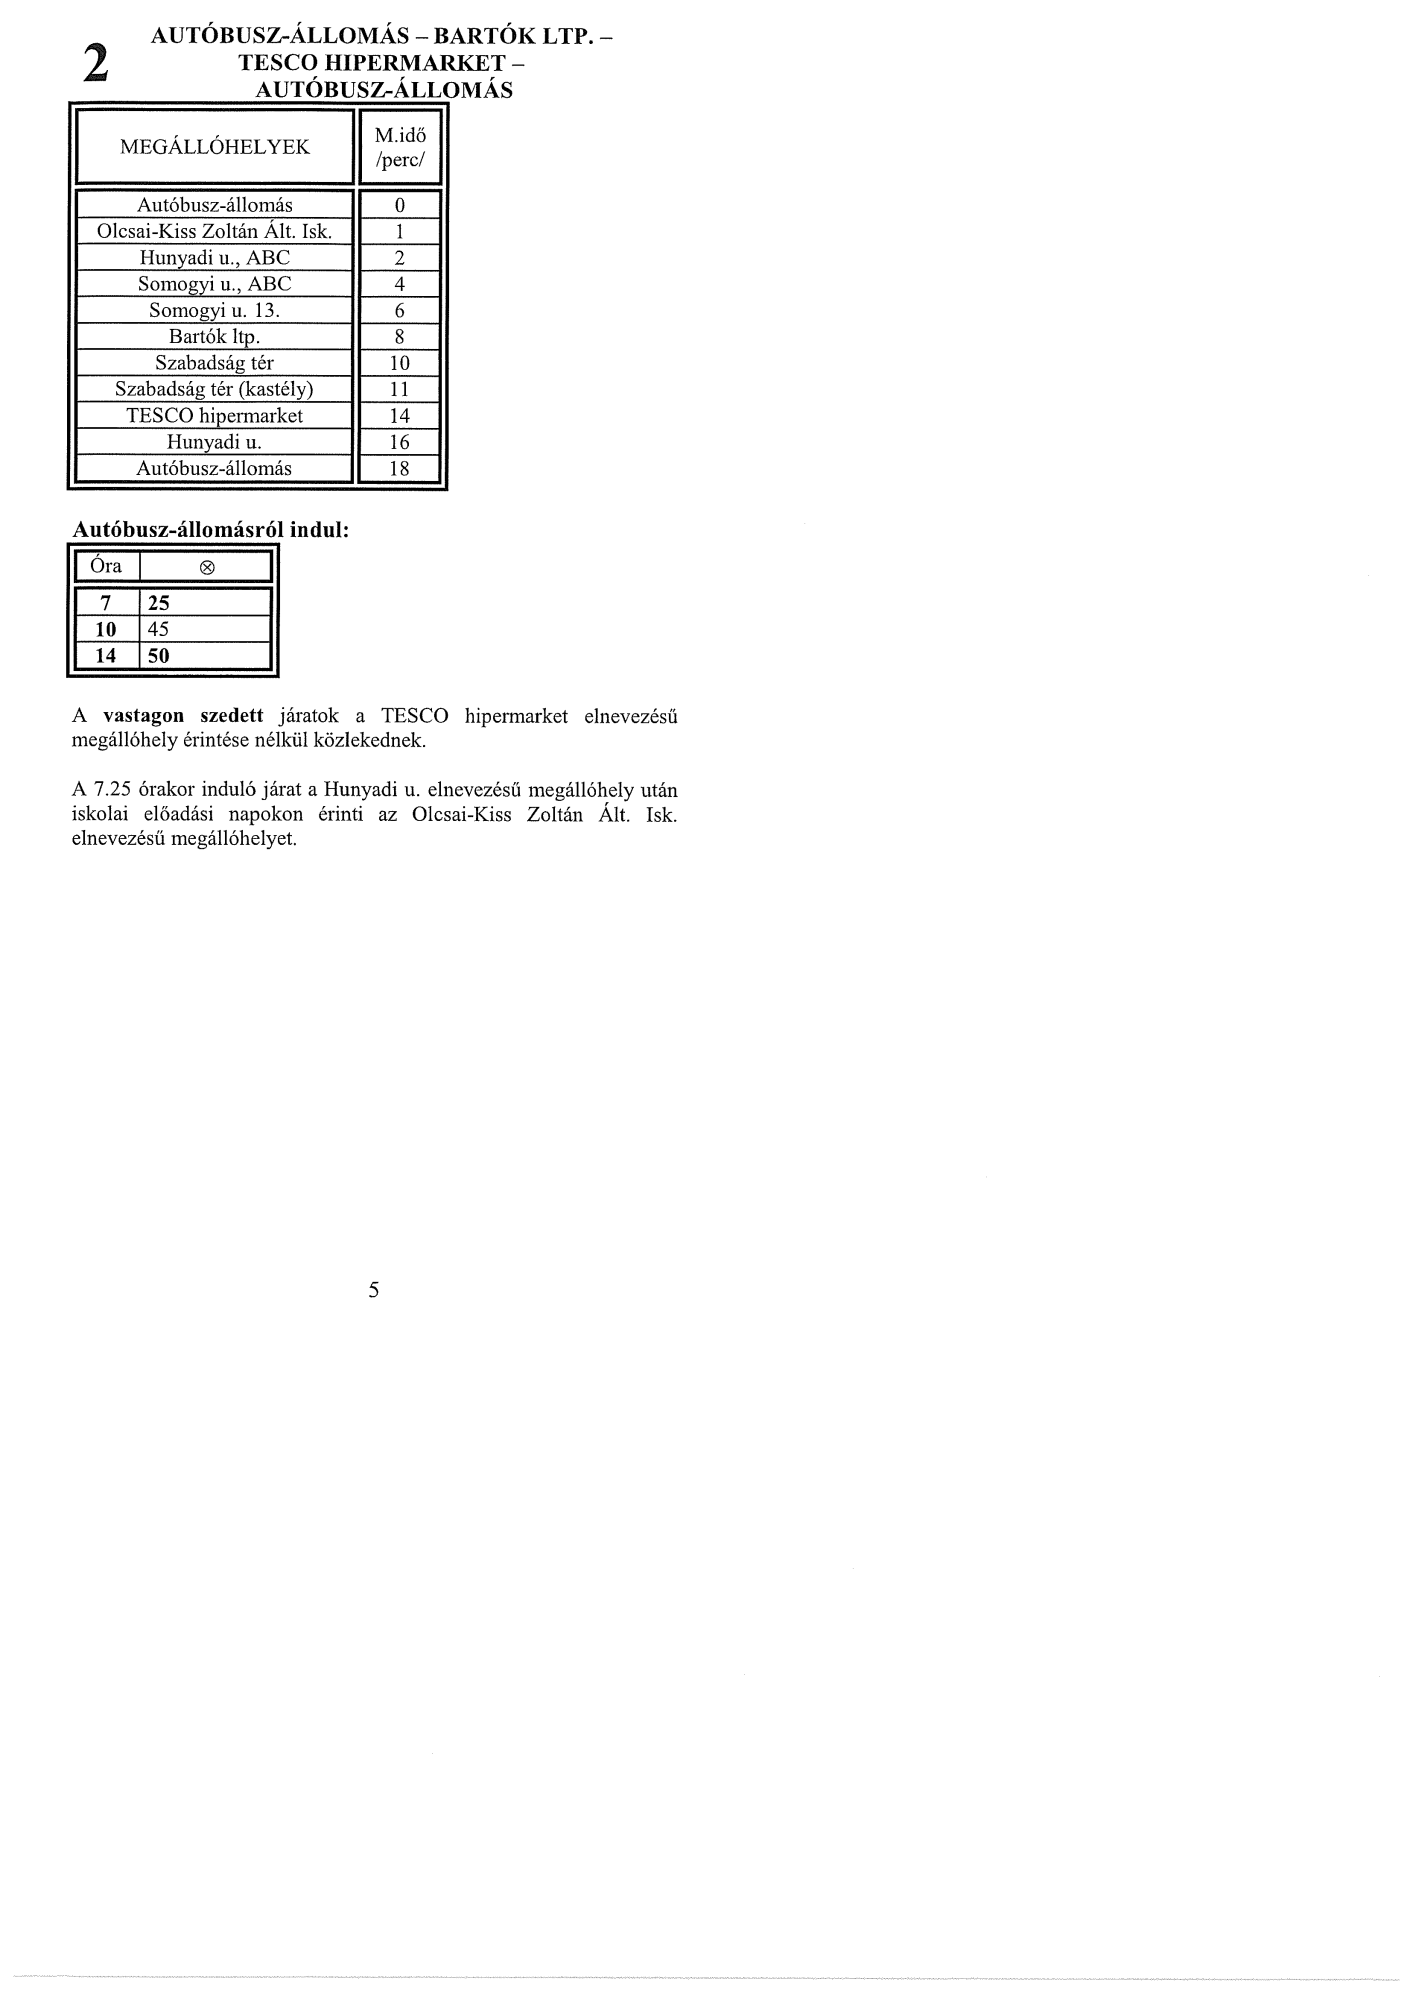 2
AUTÓBUSZ-ÁLLOMÁS – BARTÓK LTP. –
TESCO HIPERMARKET –
AUTÓBUSZ-ÁLLOMÁS
MEGÁLLÓHELYEK M.idő /perc/
Autóbusz-állomás 0
Olcsai-Kiss Zoltán Ált. Isk. 1
Hunyadi u., ABC 2
Somogyi u., ABC 4
Somogyi u. 13. 6
Bartók ltp. 8
Szabadság tér 10
Szabadság tér (kastély) 11
TESCO hipermarket 14
Hunyadi u. 16
Autóbusz-állomás 18
Autóbusz-állomásról indul:
Óra ⊗
7 25
10 45
14 50
A vastagon szedett járatok a TESCO hipermarket elnevezésű
megállóhely érintése nélkül közlekednek.
A 7.25 órakor induló járat a Hunyadi u. elnevezésű megállóhely után
iskolai előadási napokon érinti az Olcsai-Kiss Zoltán Ált. Isk.
elnevezésű megállóhelyet.
5